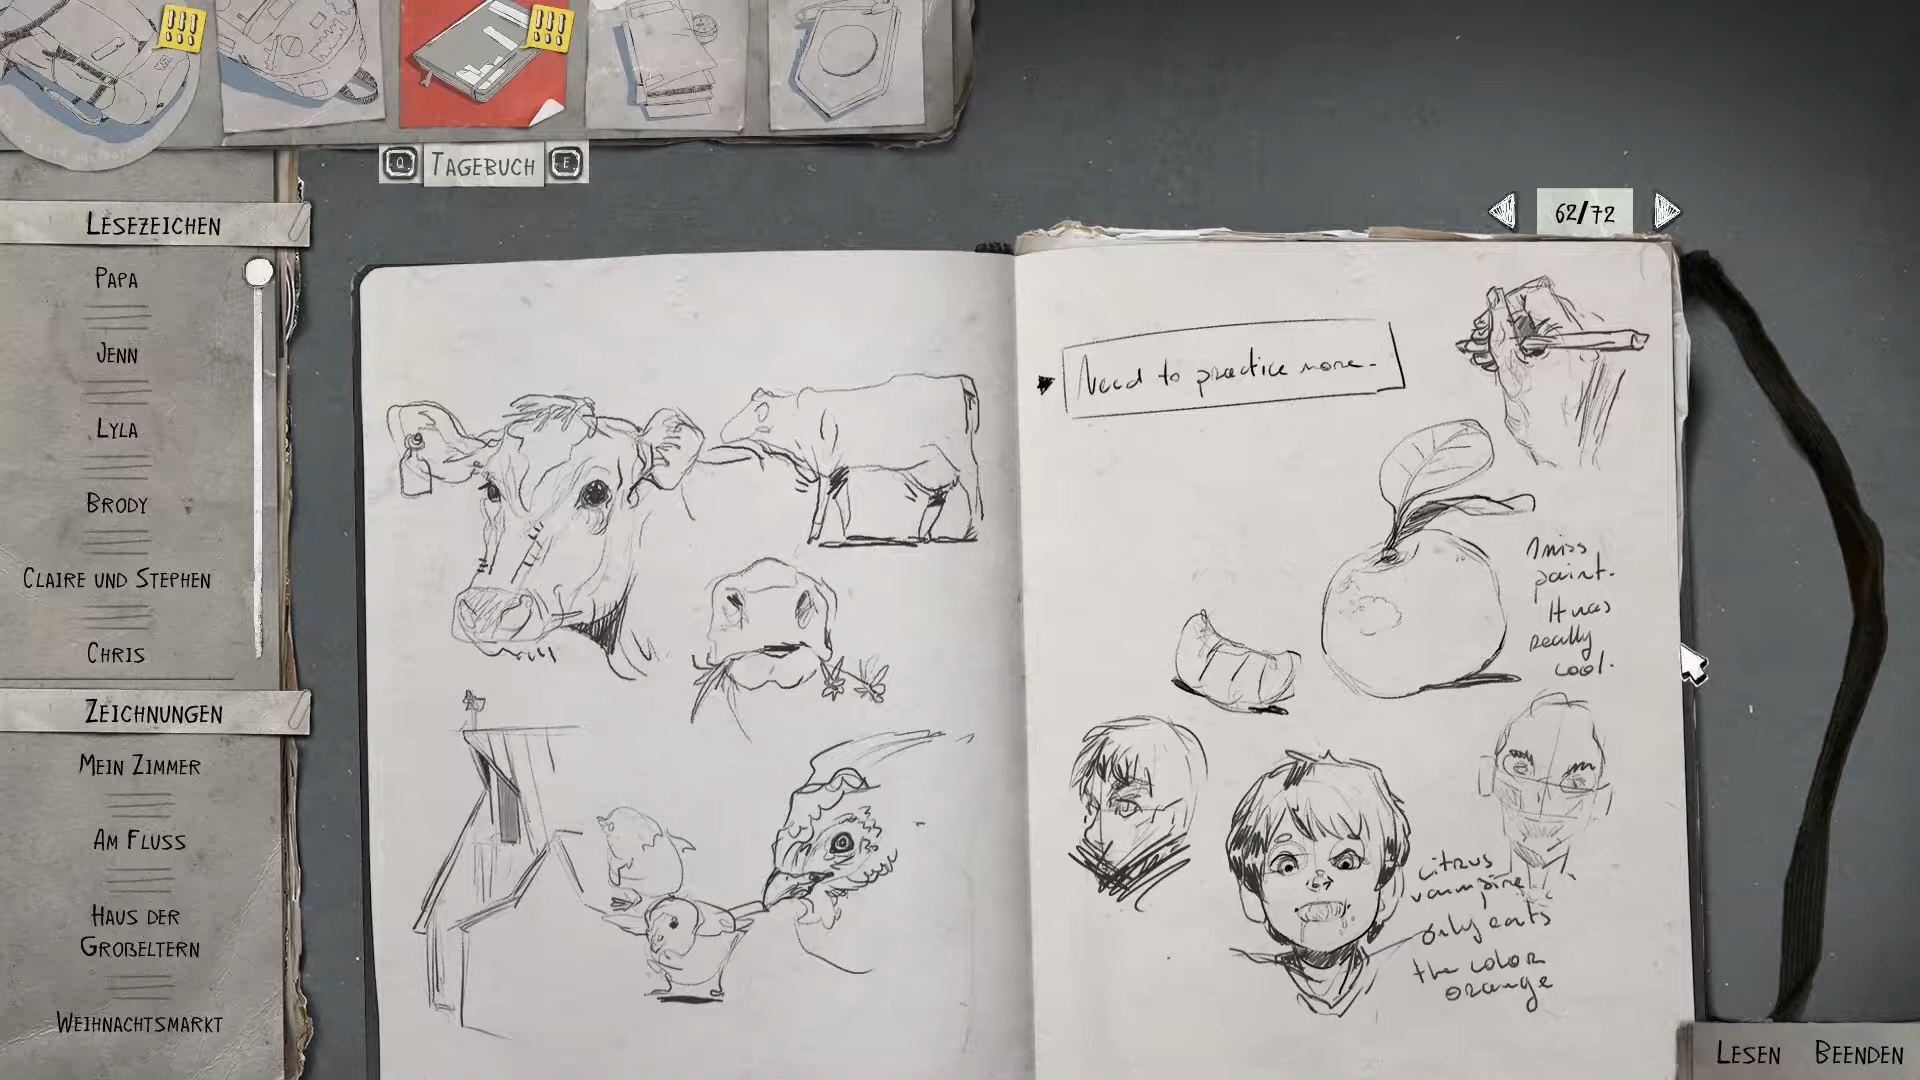 Q TAGEBUCH E
62/72
LESEZEICHEN
PAPA
JENN
LYLA
BRODY
CLAIRE UND STEPHEN
CHRIS
ZEICHNUNGEN
MEIN ZIMMER
AM FLUSS
HAUS DER
GROßELTERN
WEIHNACHTSMARKT
Need to practice more.
I miss
paint.
It was
really
cool.
citrus
vampire
only eats
the color
orange
LESEN BEENDEN